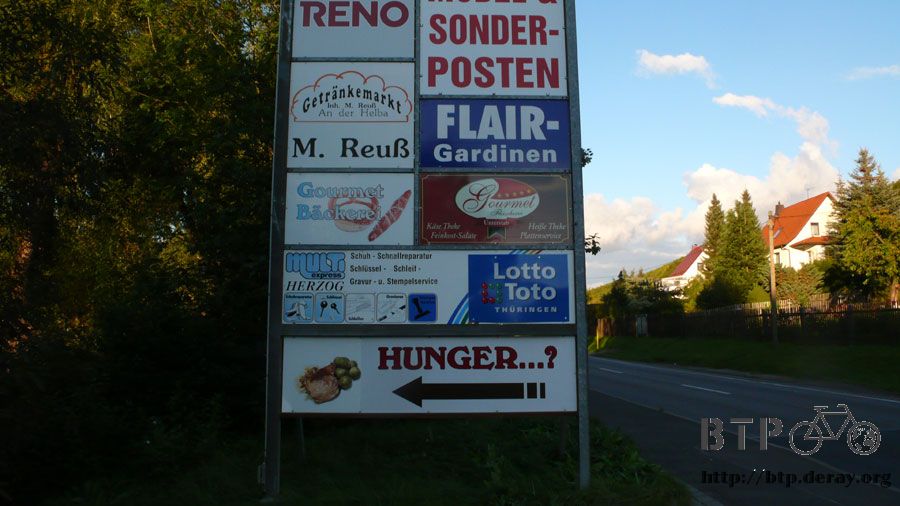 RENO
MÖBEL &
SONDER-
POSTEN
Getränkemarkt
Inh. M. Reuß
An der Helba
M. Reuß
FLAIR-
Gardinen
Gourmet
Bäckerei
Gourmet
Käse Theke
Feinkost-Salate
Heiße Theke
Plattenservice
MULTI
express
HERZOG
Schuh - Schnellreparatur
Schlüssel - Schleif -
Gravur - u. Stempelservice
Lotto
Toto
THÜRINGEN
HUNGER...?
BTP
http://btp.deray.org